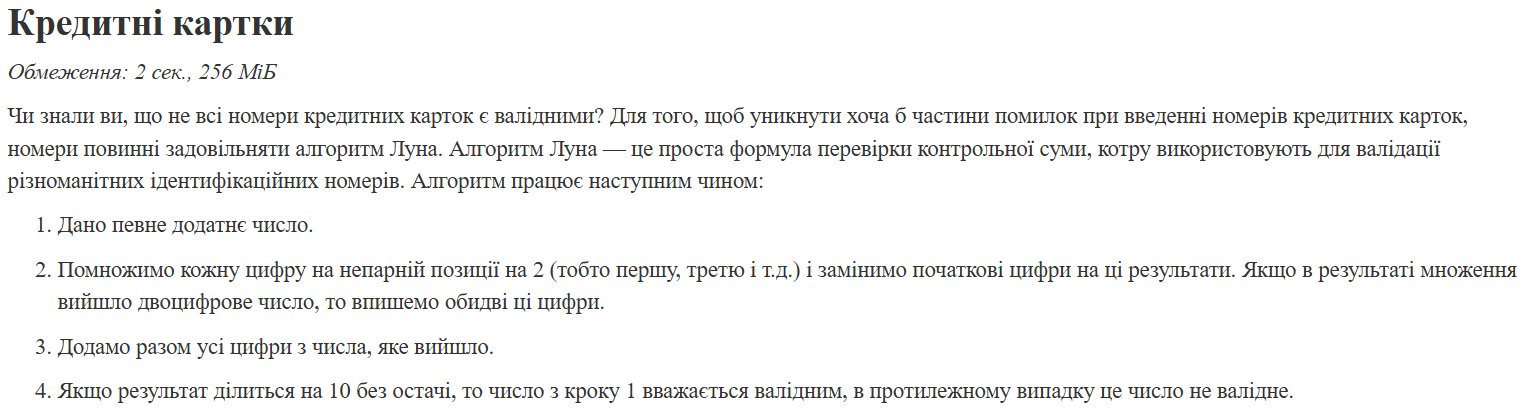 Кредитні картки
Обмеження: 2 сек., 256 МіБ
Чи знали ви, що не всі номери кредитних карток є валідними? Для того, щоб уникнути хоча б частини помилок при введенні номерів кредитних карток,
номери повинні задовільняти алгоритм Луна. Алгоритм Луна — це проста формула перевірки контрольної суми, котру використовують для валідації
різноманітних ідентифікаційних номерів. Алгоритм працює наступним чином:
1. Дано певне додатнє число.
2. Помножимо кожну цифру на непарній позиції на 2 (тобто першу, третю і т.д.) і замінимо початкові цифри на ці результати. Якщо в результаті множення
вийшло двоцифрове число, то впишемо обидві ці цифри.
3. Додамо разом усі цифри з числа, яке вийшло.
4. Якщо результат ділиться на 10 без остачі, то число з кроку 1 вважається валідним, в протилежному випадку це число не валідне.